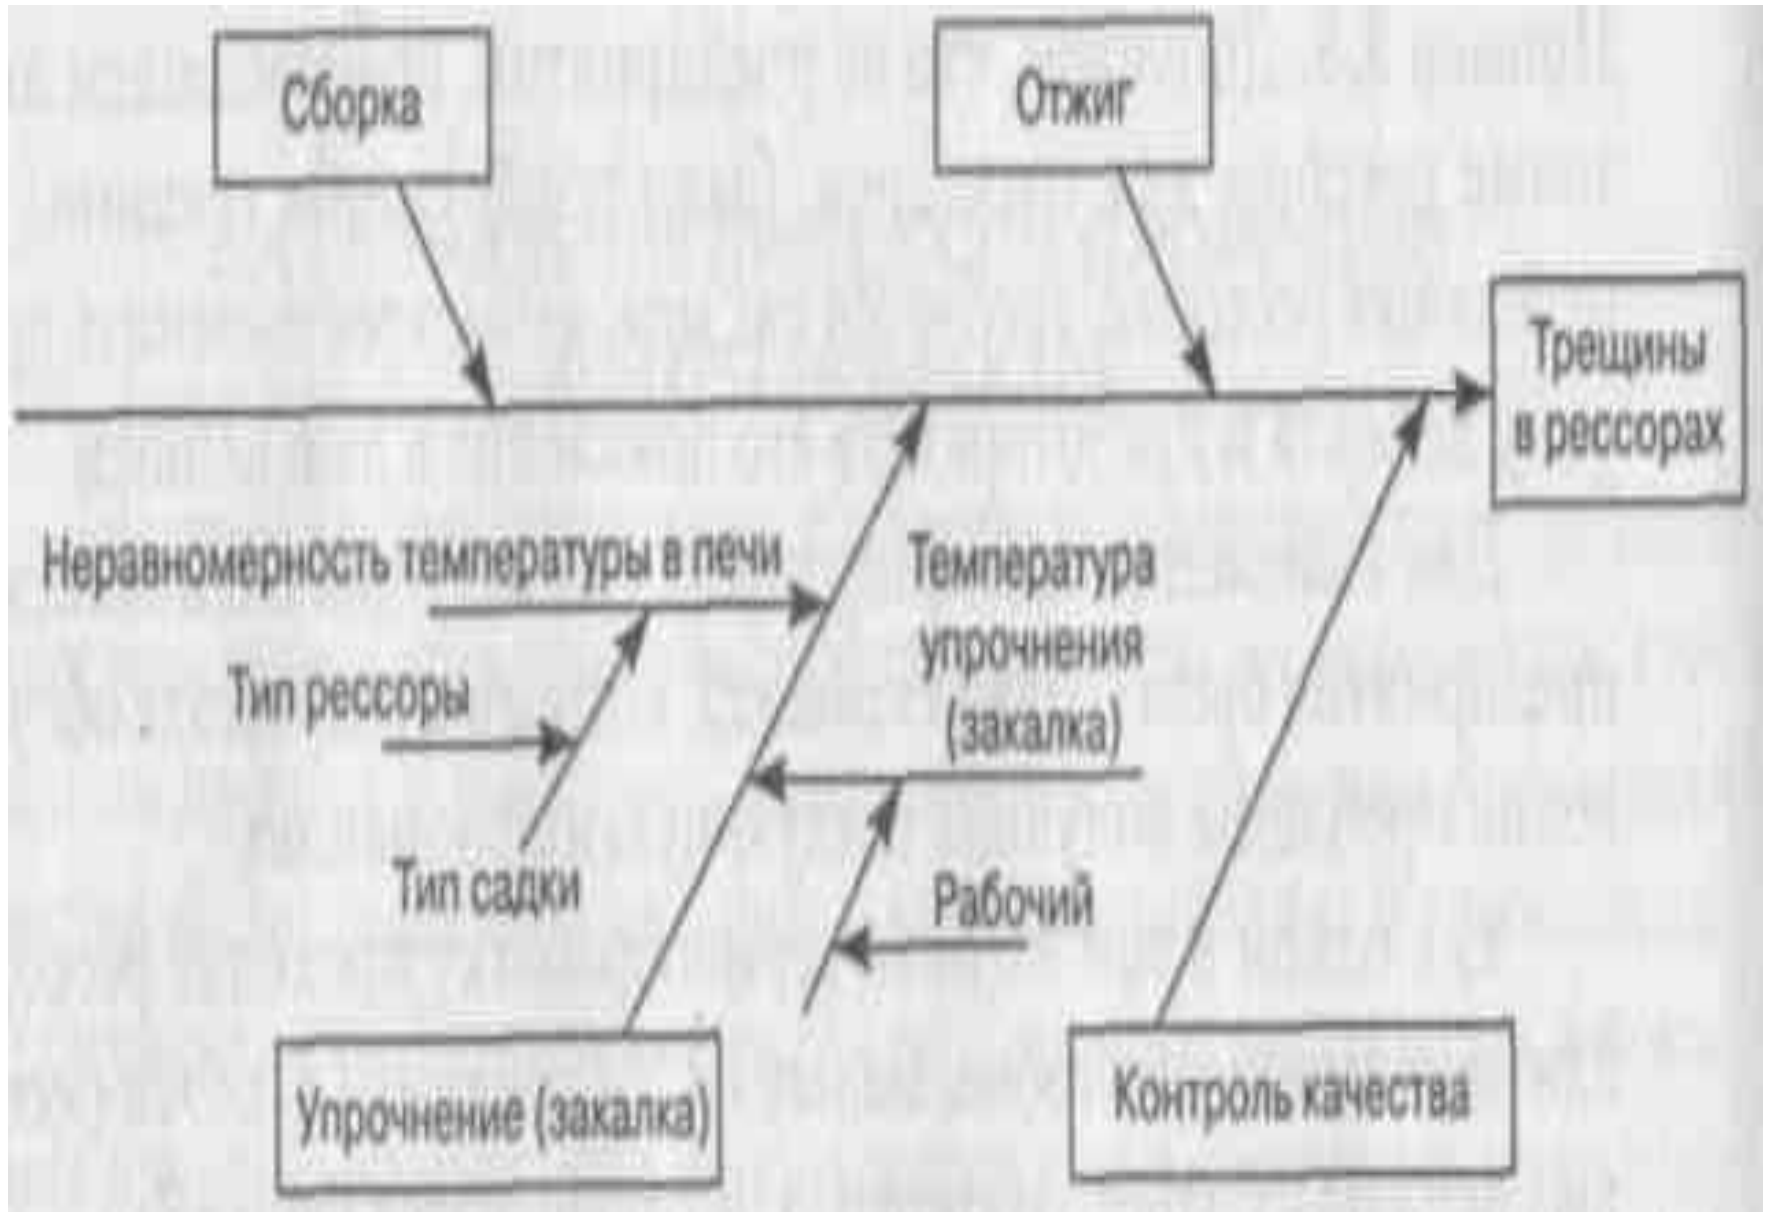 Сборка
Отжиг
Трещины
в рессорах
Неравномерность температуры в печи
Температура
упрочнения
(закалка)
Тип рессоры
Тип садки
Рабочий
Упрочнение (закалка)
Контроль качества